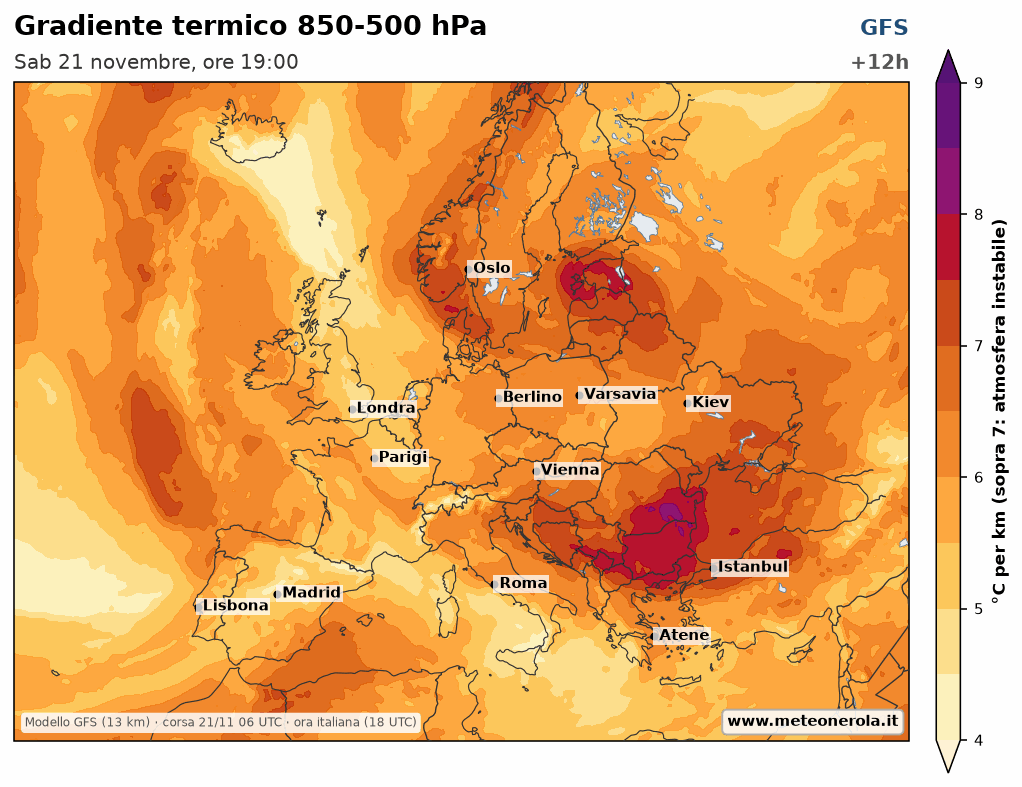 Gradiente termico 850-500 hPa
GFS
Sab 21 novembre, ore 19:00
+12h
9
8
7
6
5
4
°C per km (sopra 7: atmosfera instabile)
Oslo
Londra
Berlino
Varsavia
Kiev
Parigi
Vienna
Istanbul
Roma
Madrid
Lisbona
Atene
Modello GFS (13 km) · corsa 21/11 06 UTC · ora italiana (18 UTC)
www.meteonerola.it